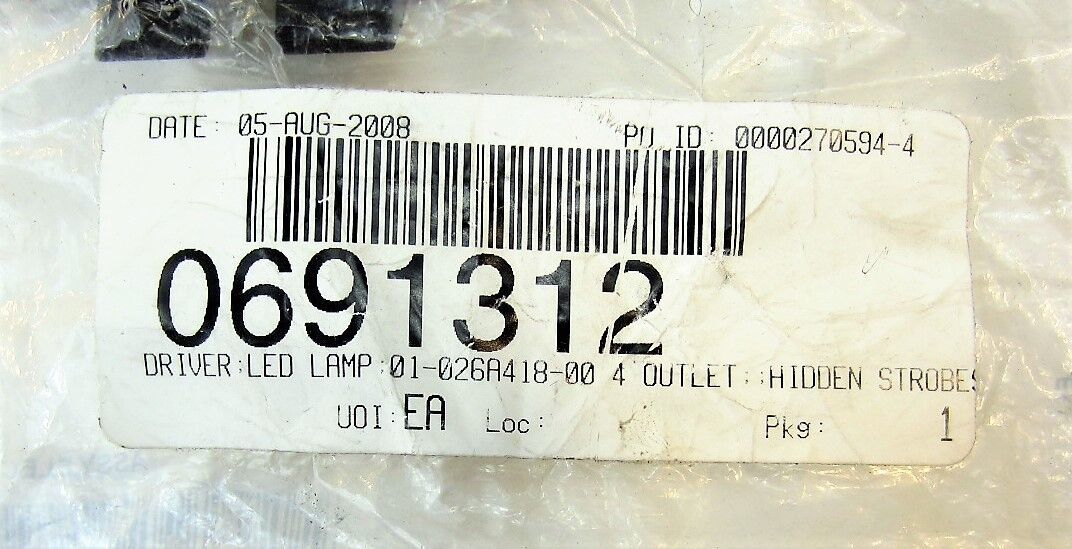 DATE: 05-AUG-2008 PO ID: 0000270594-4
0691312
DRIVER;LED LAMP;01-026A418-00 4 OUTLET;;HIDDEN STROBES
UOI: EA Loc: Pkg: 1